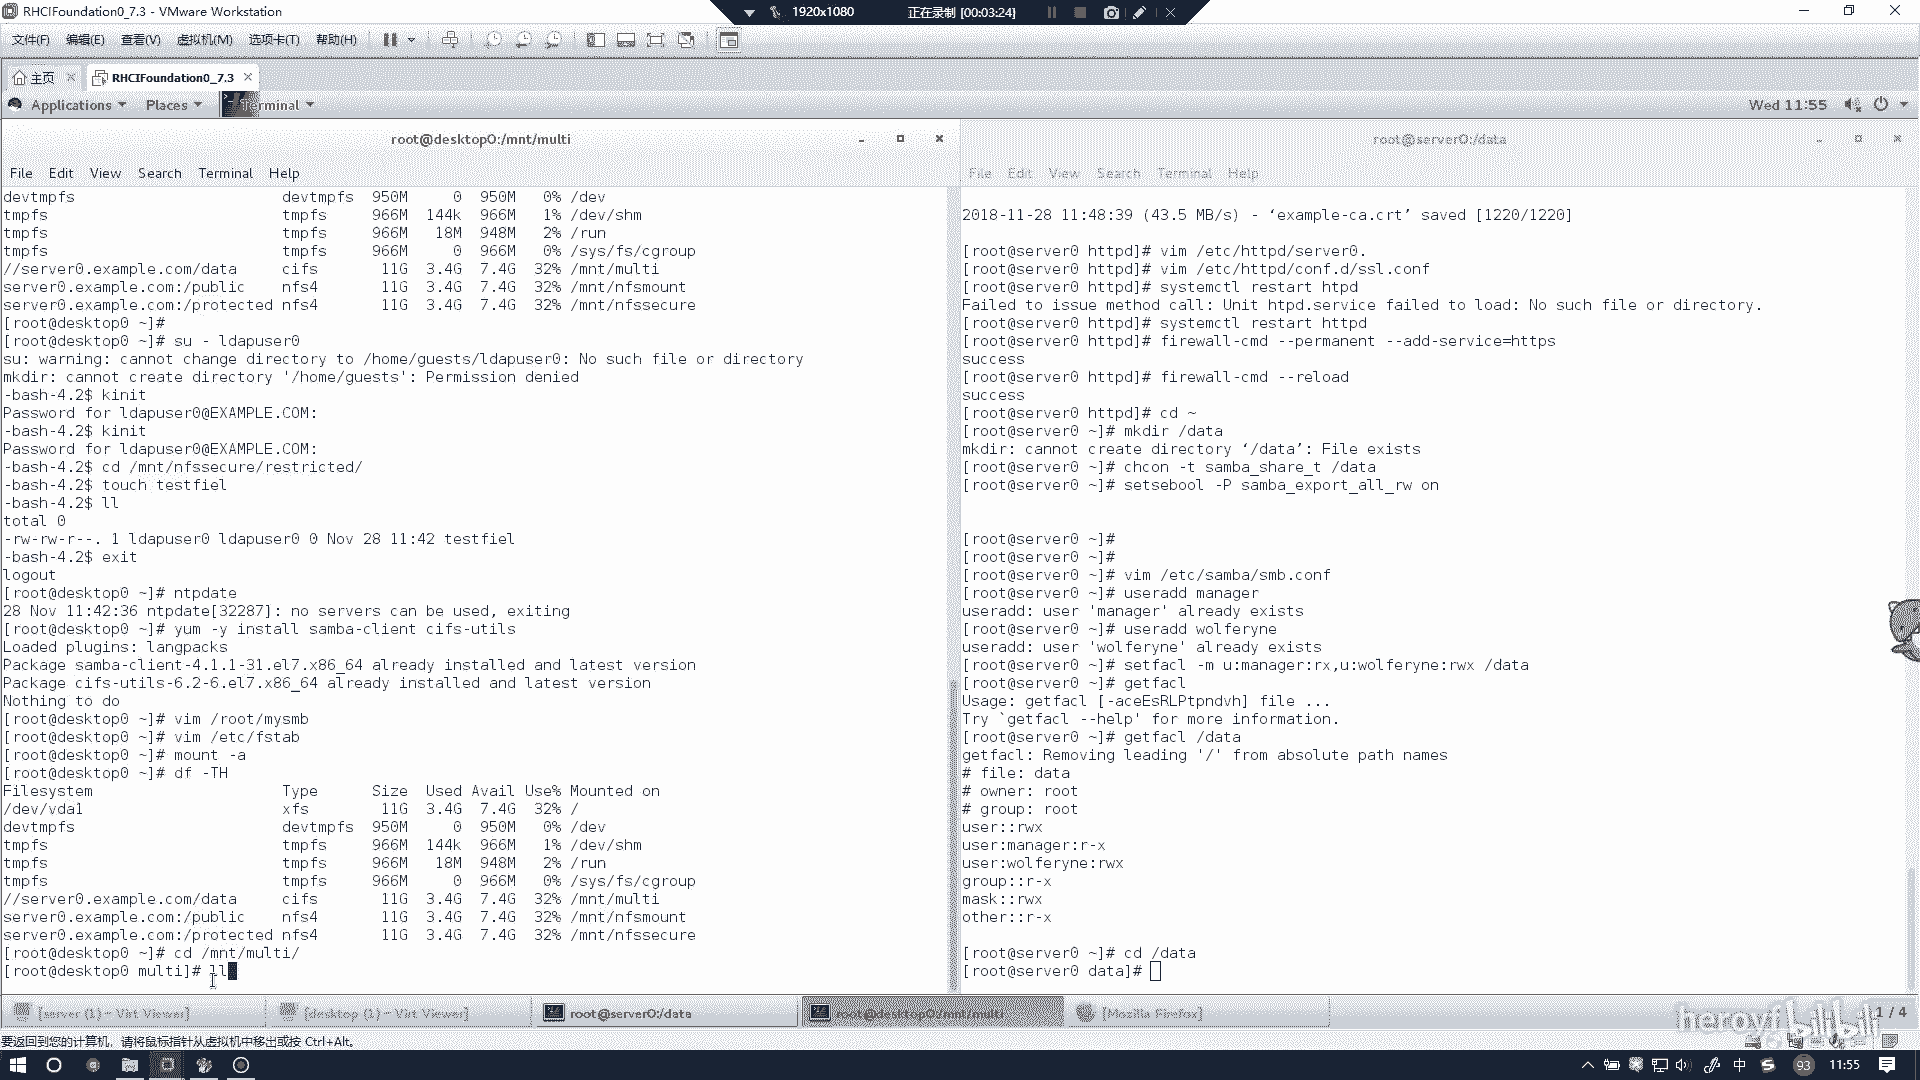 RHCIFoundation0_7.3 - VMware Workstation
1920x1080
正在录制 [00:03:24]
文件(F) 编辑(E) 查看(V) 虚拟机(M) 选项卡(T) 帮助(H)
主页
RHCIFoundation0_7.3
Applications Places Terminal
Wed 11:55
root@desktop0:/mnt/multi
File Edit View Search Terminal Help
devtmpfs devtmpfs 950M 0 950M 0% /dev
tmpfs tmpfs 966M 144k 966M 1% /dev/shm
tmpfs tmpfs 966M 18M 948M 2% /run
tmpfs tmpfs 966M 0 966M 0% /sys/fs/cgroup
//server0.example.com/data cifs 11G 3.4G 7.4G 32% /mnt/multi
server0.example.com:/public nfs4 11G 3.4G 7.4G 32% /mnt/nfsmount
server0.example.com:/protected nfs4 11G 3.4G 7.4G 32% /mnt/nfssecure
[root@desktop0 ~]#
[root@desktop0 ~]# su - ldapuser0
su: warning: cannot change directory to /home/guests/ldapuser0: No such file or directory
mkdir: cannot create directory '/home/guests': Permission denied
-bash-4.2$ kinit
Password for ldapuser0@EXAMPLE.COM:
-bash-4.2$ kinit
Password for ldapuser0@EXAMPLE.COM:
-bash-4.2$ cd /mnt/nfssecure/restricted/
-bash-4.2$ touch testfiel
-bash-4.2$ ll
total 0
-rw-rw-r--. 1 ldapuser0 ldapuser0 0 Nov 28 11:42 testfiel
-bash-4.2$ exit
logout
[root@desktop0 ~]# ntpdate
28 Nov 11:42:36 ntpdate[32287]: no servers can be used, exiting
[root@desktop0 ~]# yum -y install samba-client cifs-utils
Loaded plugins: langpacks
Package samba-client-4.1.1-31.el7.x86_64 already installed and latest version
Package cifs-utils-6.2-6.el7.x86_64 already installed and latest version
Nothing to do
[root@desktop0 ~]# vim /root/mysmb
[root@desktop0 ~]# vim /etc/fstab
[root@desktop0 ~]# mount -a
[root@desktop0 ~]# df -TH
Filesystem Type Size Used Avail Use% Mounted on
/dev/vda1 xfs 11G 3.4G 7.4G 32% /
devtmpfs devtmpfs 950M 0 950M 0% /dev
tmpfs tmpfs 966M 144k 966M 1% /dev/shm
tmpfs tmpfs 966M 18M 948M 2% /run
tmpfs tmpfs 966M 0 966M 0% /sys/fs/cgroup
//server0.example.com/data cifs 11G 3.4G 7.4G 32% /mnt/multi
server0.example.com:/public nfs4 11G 3.4G 7.4G 32% /mnt/nfsmount
server0.example.com:/protected nfs4 11G 3.4G 7.4G 32% /mnt/nfssecure
[root@desktop0 ~]# cd /mnt/multi/
[root@desktop0 multi]# ll
root@server0:/data
File Edit View Search Terminal Help
2018-11-28 11:48:39 (43.5 MB/s) - ‘example-ca.crt’ saved [1220/1220]
[root@server0 httpd]# vim /etc/httpd/server0.
[root@server0 httpd]# vim /etc/httpd/conf.d/ssl.conf
[root@server0 httpd]# systemctl restart htpd
Failed to issue method call: Unit htpd.service failed to load: No such file or directory.
[root@server0 httpd]# systemctl restart httpd
[root@server0 httpd]# firewall-cmd --permanent --add-service=https
success
[root@server0 httpd]# firewall-cmd --reload
success
[root@server0 httpd]# cd ~
[root@server0 ~]# mkdir /data
mkdir: cannot create directory ‘/data’: File exists
[root@server0 ~]# chcon -t samba_share_t /data
[root@server0 ~]# setsebool -P samba_export_all_rw on
[root@server0 ~]#
[root@server0 ~]#
[root@server0 ~]# vim /etc/samba/smb.conf
[root@server0 ~]# useradd manager
useradd: user 'manager' already exists
[root@server0 ~]# useradd wolferyne
useradd: user 'wolferyne' already exists
[root@server0 ~]# setfacl -m u:manager:rx,u:wolferyne:rwx /data
[root@server0 ~]# getfacl
Usage: getfacl [-aceEsRLPtpndvh] file ...
Try `getfacl --help' for more information.
[root@server0 ~]# getfacl /data
getfacl: Removing leading '/' from absolute path names
# file: data
# owner: root
# group: root
user::rwx
user:manager:r-x
user:wolferyne:rwx
group::r-x
mask::rwx
other::r-x
[root@server0 ~]# cd /data
[root@server0 data]#
[server (1) - Virt Viewer]
[desktop (1) - Virt Viewer]
root@server0:/data
root@desktop0:/mnt/multi
[Mozilla Firefox]
1 / 4
bilibili
要返回到您的计算机，请将鼠标指针从虚拟机中移出或按 Ctrl+Alt。
中
93
11:55